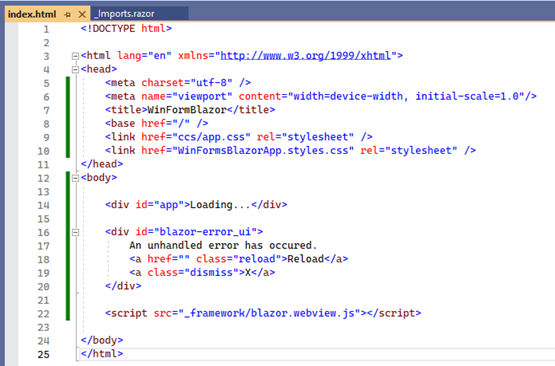 index.html
_Imports.razor
1 <!DOCTYPE html>
2
3 <html lang="en" xmlns="http://www.w3.org/1999/xhtml">
4 <head>
5 <meta charset="utf-8" />
6 <meta name="viewport" content="width=device-width, initial-scale=1.0"/>
7 <title>WinFormBlazor</title>
8 <base href="/" />
9 <link href="ccs/app.css" rel="stylesheet" />
10 <link href="WinFormsBlazorApp.styles.css" rel="stylesheet" />
11 </head>
12 <body>
13
14 <div id="app">Loading...</div>
15
16 <div id="blazor-error_ui">
17 An unhandled error has occured.
18 <a href="" class="reload">Reload</a>
19 <a class="dismiss">X</a>
20 </div>
21
22 <script src="_framework/blazor.webview.js"></script>
23
24 </body>
25 </html>